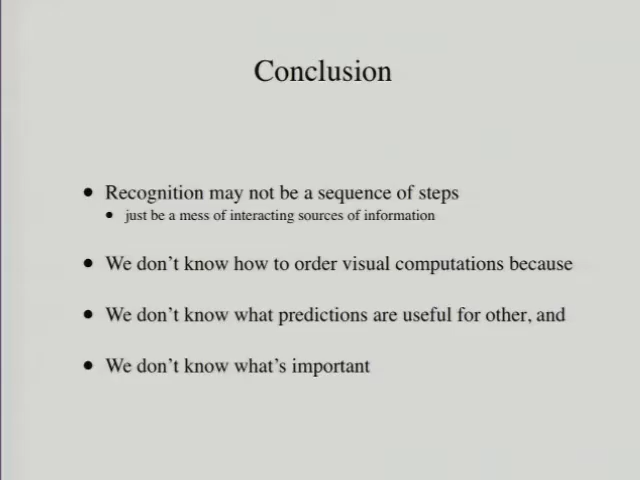 Conclusion
Recognition may not be a sequence of steps
just be a mess of interacting sources of information
We don't know how to order visual computations because
We don't know what predictions are useful for other, and
We don't know what's important